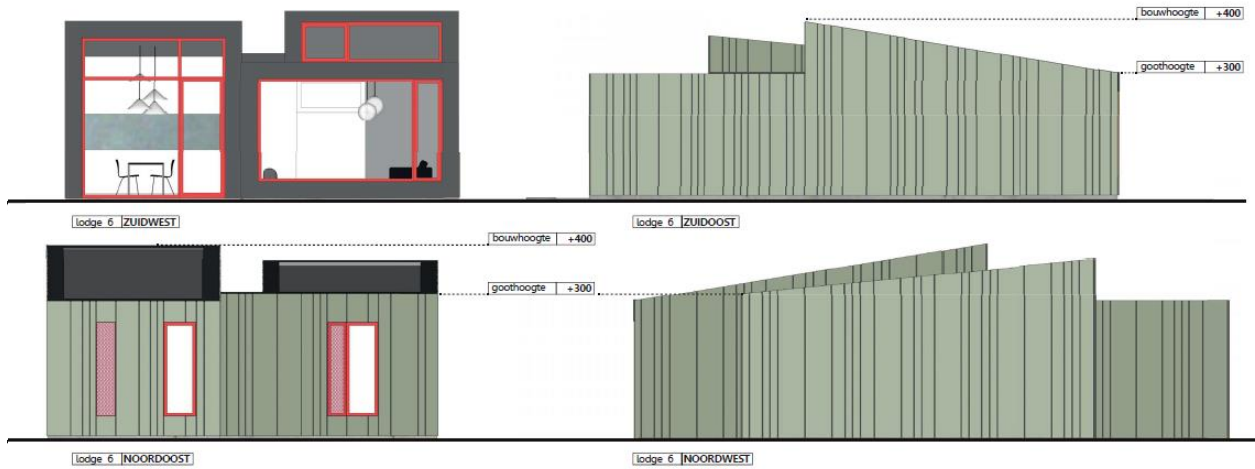 bouwhoogte +400
goothoogte +300
lodge 6 ZUIDWEST
lodge 6 ZUIDOOST
bouwhoogte +400
goothoogte +300
lodge 6 NOORDOOST
lodge 6 NOORDWEST